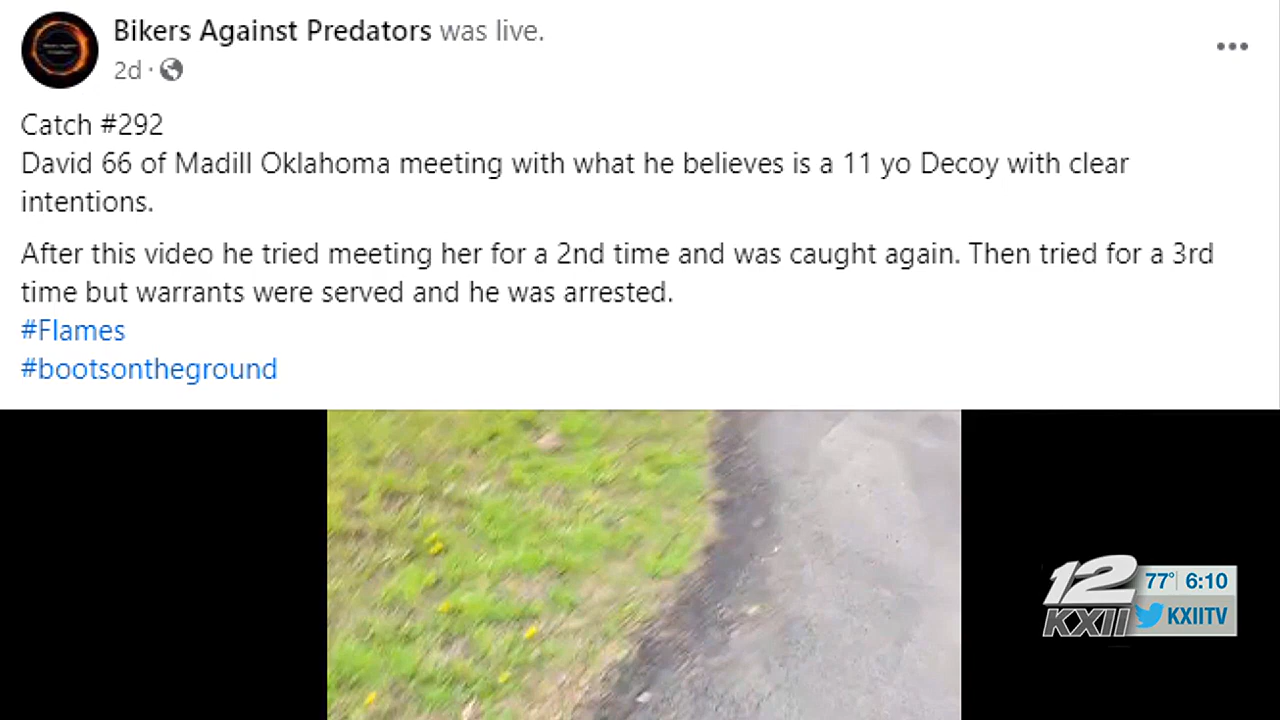 Bikers Against Predators was live.
2d ·
Catch #292
David 66 of Madill Oklahoma meeting with what he believes is a 11 yo Decoy with clear
intentions.
After this video he tried meeting her for a 2nd time and was caught again. Then tried for a 3rd
time but warrants were served and he was arrested.
#Flames
#bootsontheground
12
KXII
77° 6:10
KXIITV